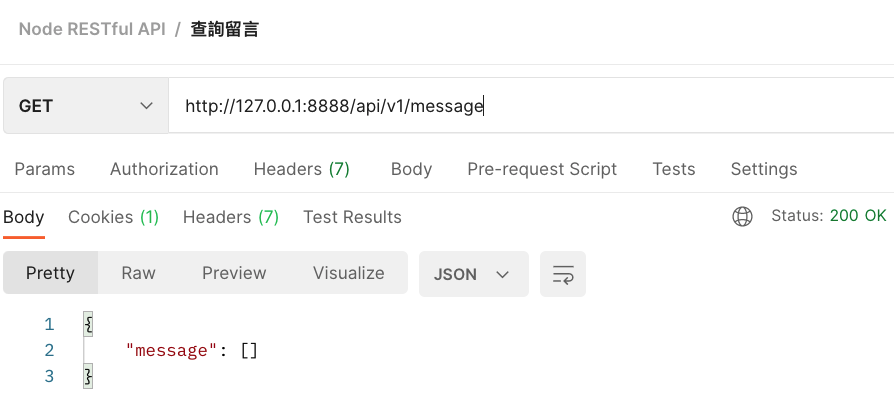 Node RESTful API / 查詢留言
GET http://127.0.0.1:8888/api/v1/message
Params Authorization Headers (7) Body Pre-request Script Tests Settings
Body Cookies (1) Headers (7) Test Results Status: 200 OK
Pretty Raw Preview Visualize JSON
1 {
2 "message": []
3 }